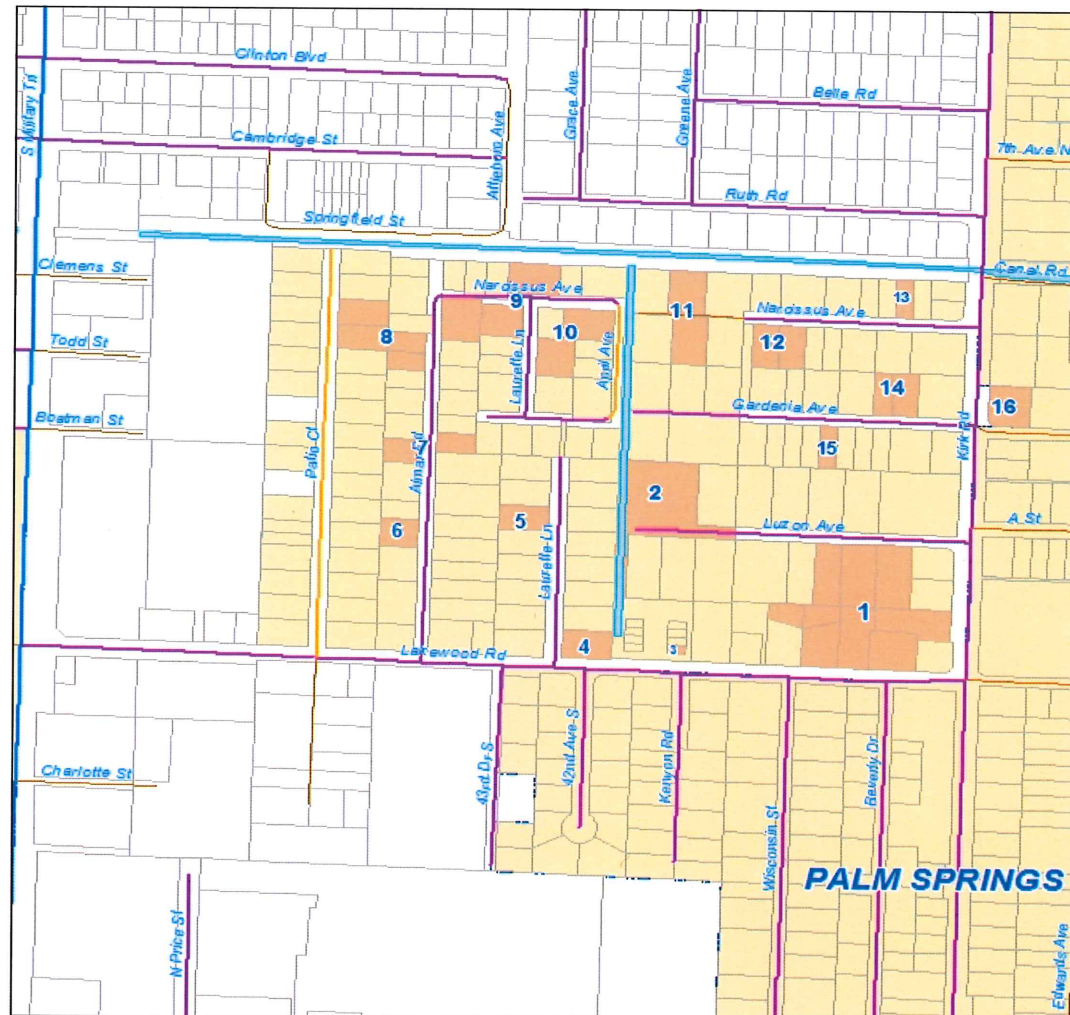 Clinton Blvd
S Military Trl
Cambridge St
Grace Ave
Greene Ave
Belle Rd
7th Ave N
Ruth Rd
Springfield St
Clemens St
Canal Rd
Narcissus Ave
9
11
Narcissus Ave
13
8
10
12
Todd St
Laurette Ln
April Ave
14
16
Boatman St
Gardenia Ave
Patio Ct
7
15
Kirk Rd
2
5
6
Luzon Ave
A St
Laurette Ln
1
4
3
Lakewood Rd
43rd Dr S
42nd Ave S
Kenyon Rd
Wisconsin St
Beverly Dr
Charlotte St
PALM SPRINGS
N Price St
Edwards Ave